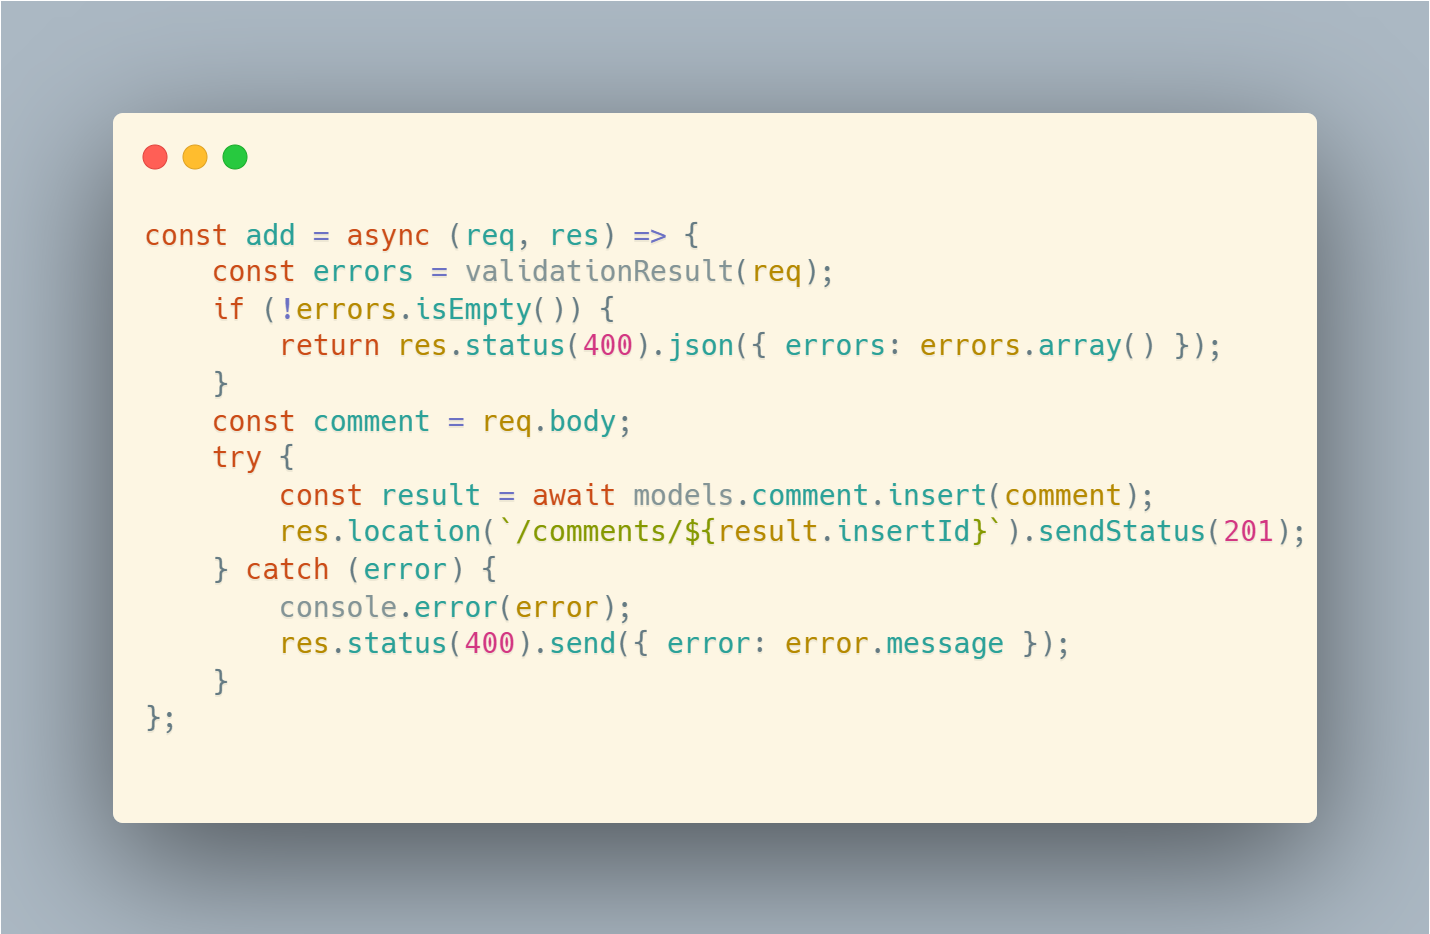 const add = async (req, res) => {
    const errors = validationResult(req);
    if (!errors.isEmpty()) {
        return res.status(400).json({ errors: errors.array() });
    }
    const comment = req.body;
    try {
        const result = await models.comment.insert(comment);
        res.location(`/comments/${result.insertId}`).sendStatus(201);
    } catch (error) {
        console.error(error);
        res.status(400).send({ error: error.message });
    }
};